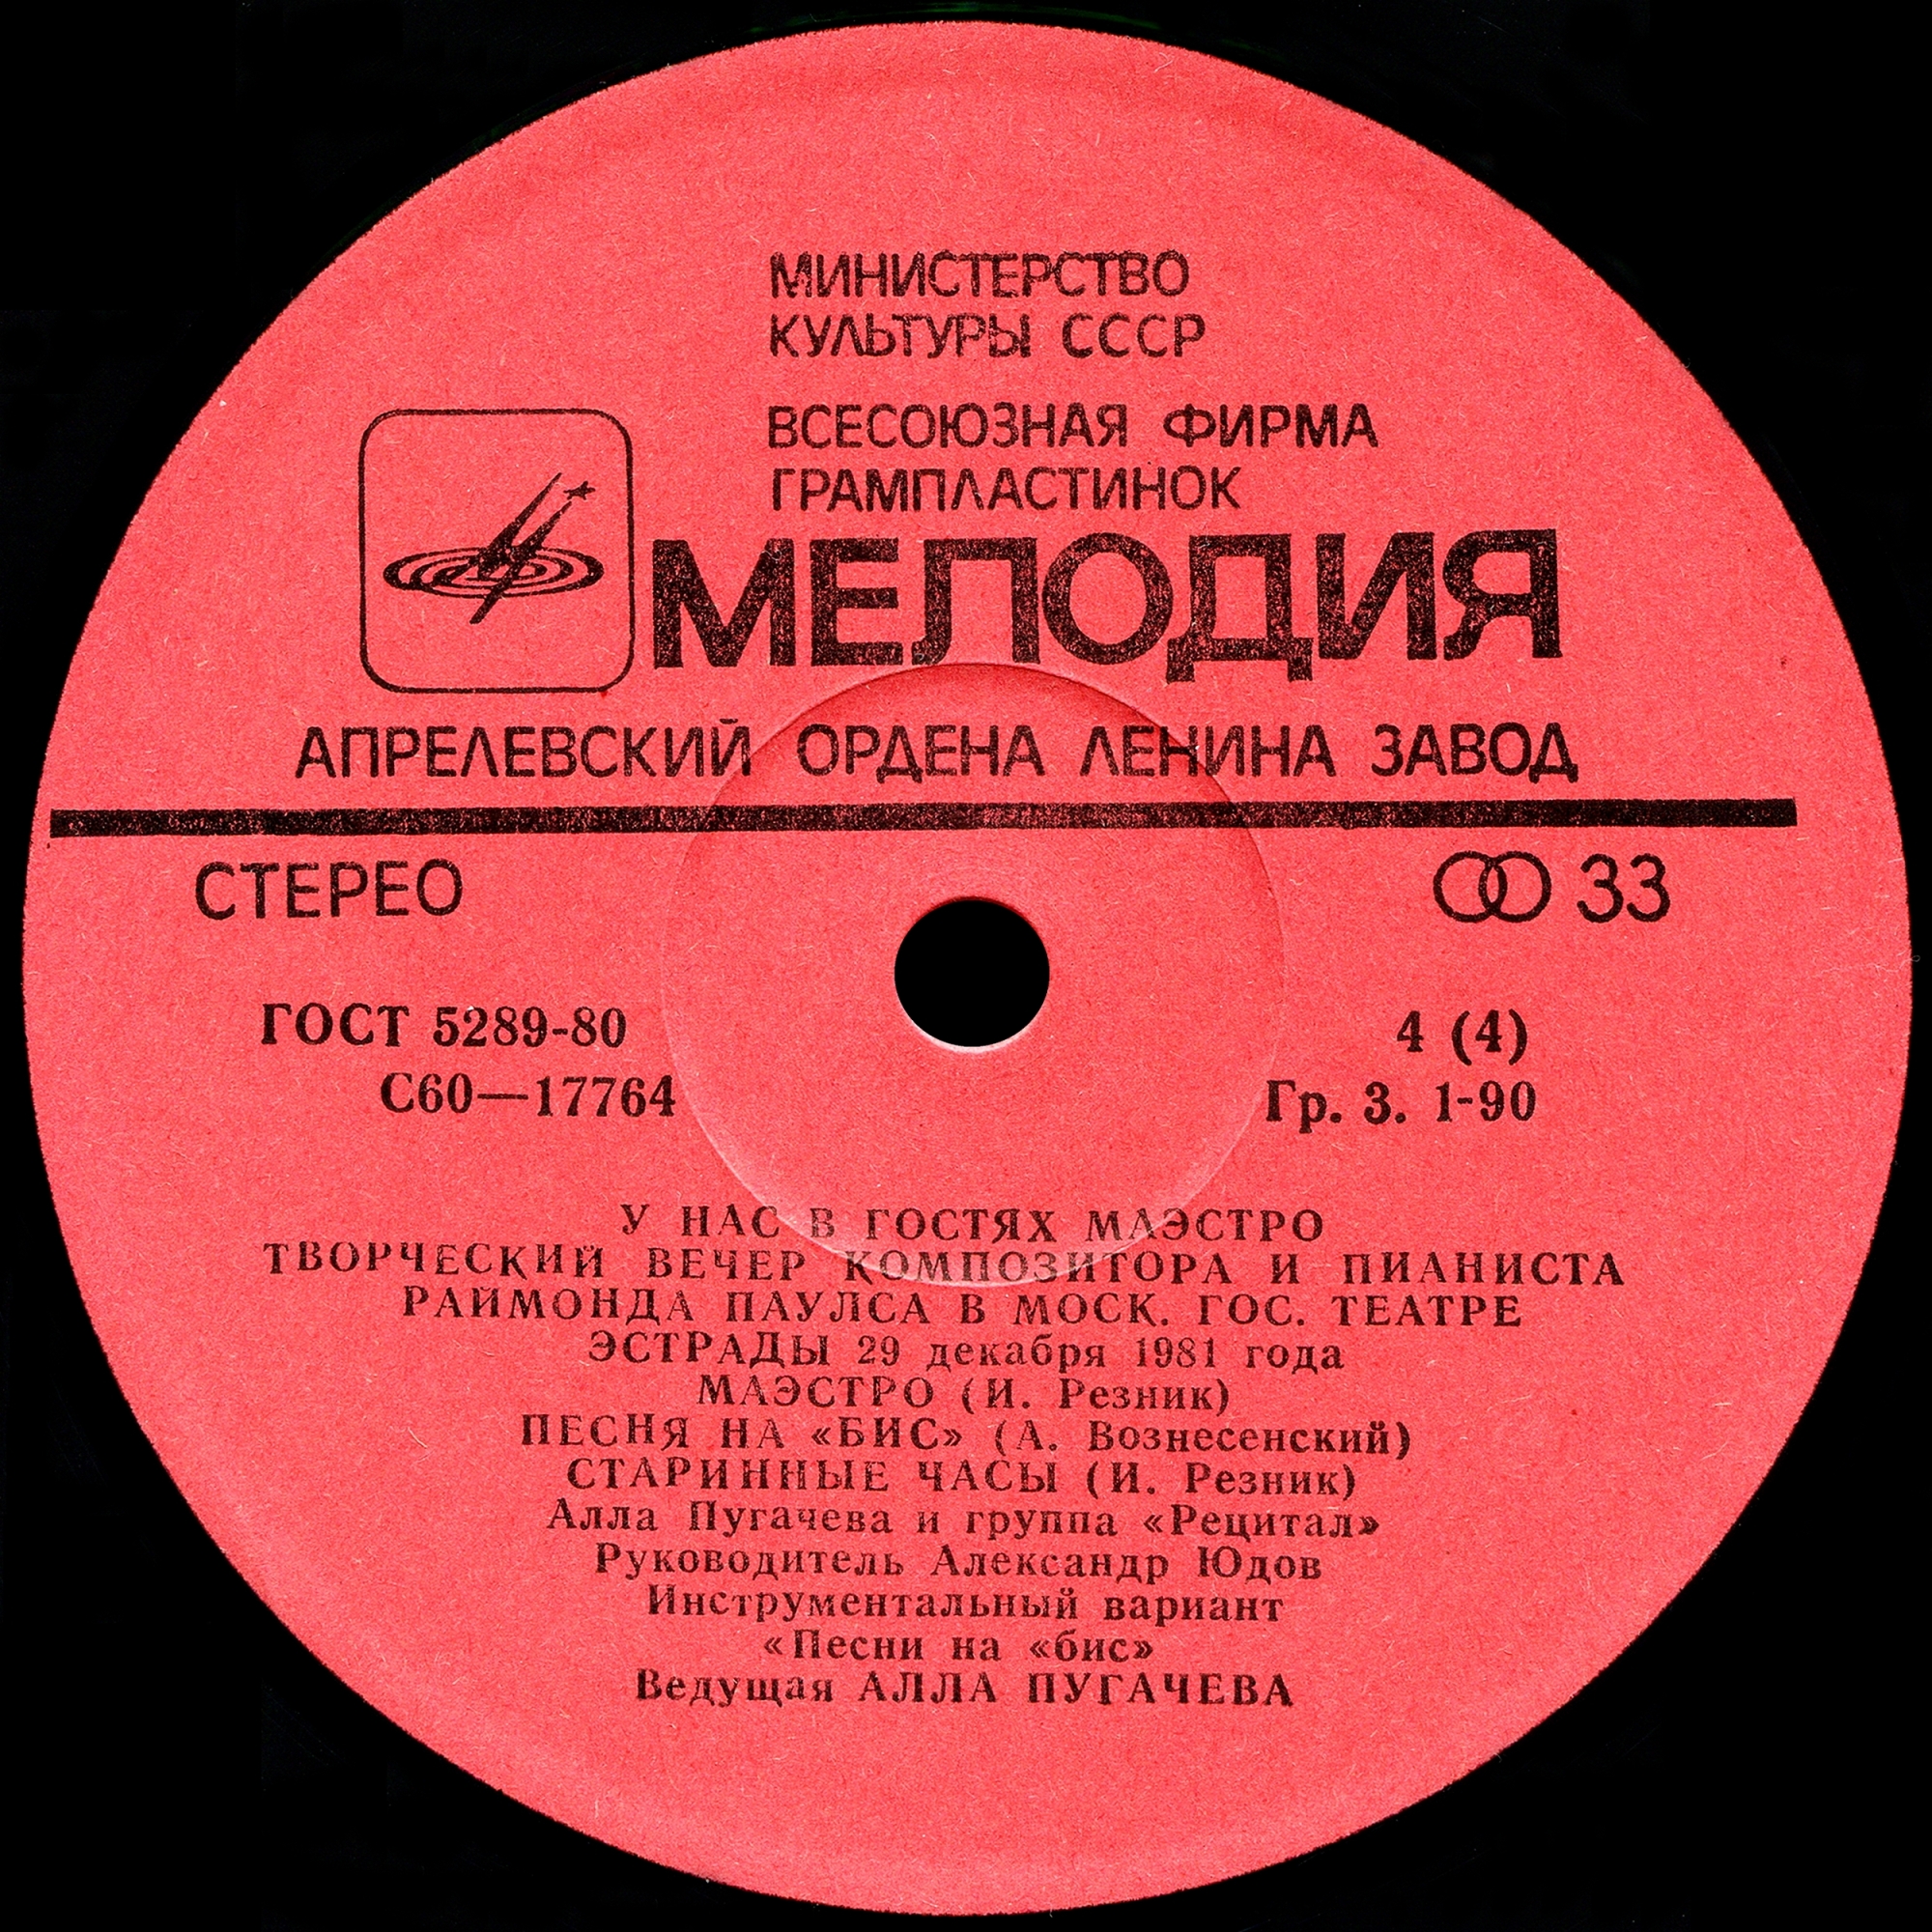 МИНИСТЕРСТВО
КУЛЬТУРЫ СССР
ВСЕСОЮЗНАЯ ФИРМА
ГРАМПЛАСТИНОК
МЕЛОДИЯ
АПРЕЛЕВСКИЙ ОРДЕНА ЛЕНИНА ЗАВОД
СТЕРЕО 33
ГОСТ 5289-80 4 (4)
С60—17764 Гр. 3. 1-90
У НАС В ГОСТЯХ МАЭСТРО
ТВОРЧЕСКИЙ ВЕЧЕР КОМПОЗИТОРА И ПИАНИСТА
РАЙМОНДА ПАУЛСА В МОСК. ГОС. ТЕАТРЕ
ЭСТРАДЫ 29 декабря 1981 года
МАЭСТРО (И. Резник)
ПЕСНЯ НА «БИС» (А. Вознесенский)
СТАРИННЫЕ ЧАСЫ (И. Резник)
Алла Пугачева и группа «Рецитал»
Руководитель Александр Юдов
Инструментальный вариант
«Песни на «бис»
Ведущая АЛЛА ПУГАЧЕВА